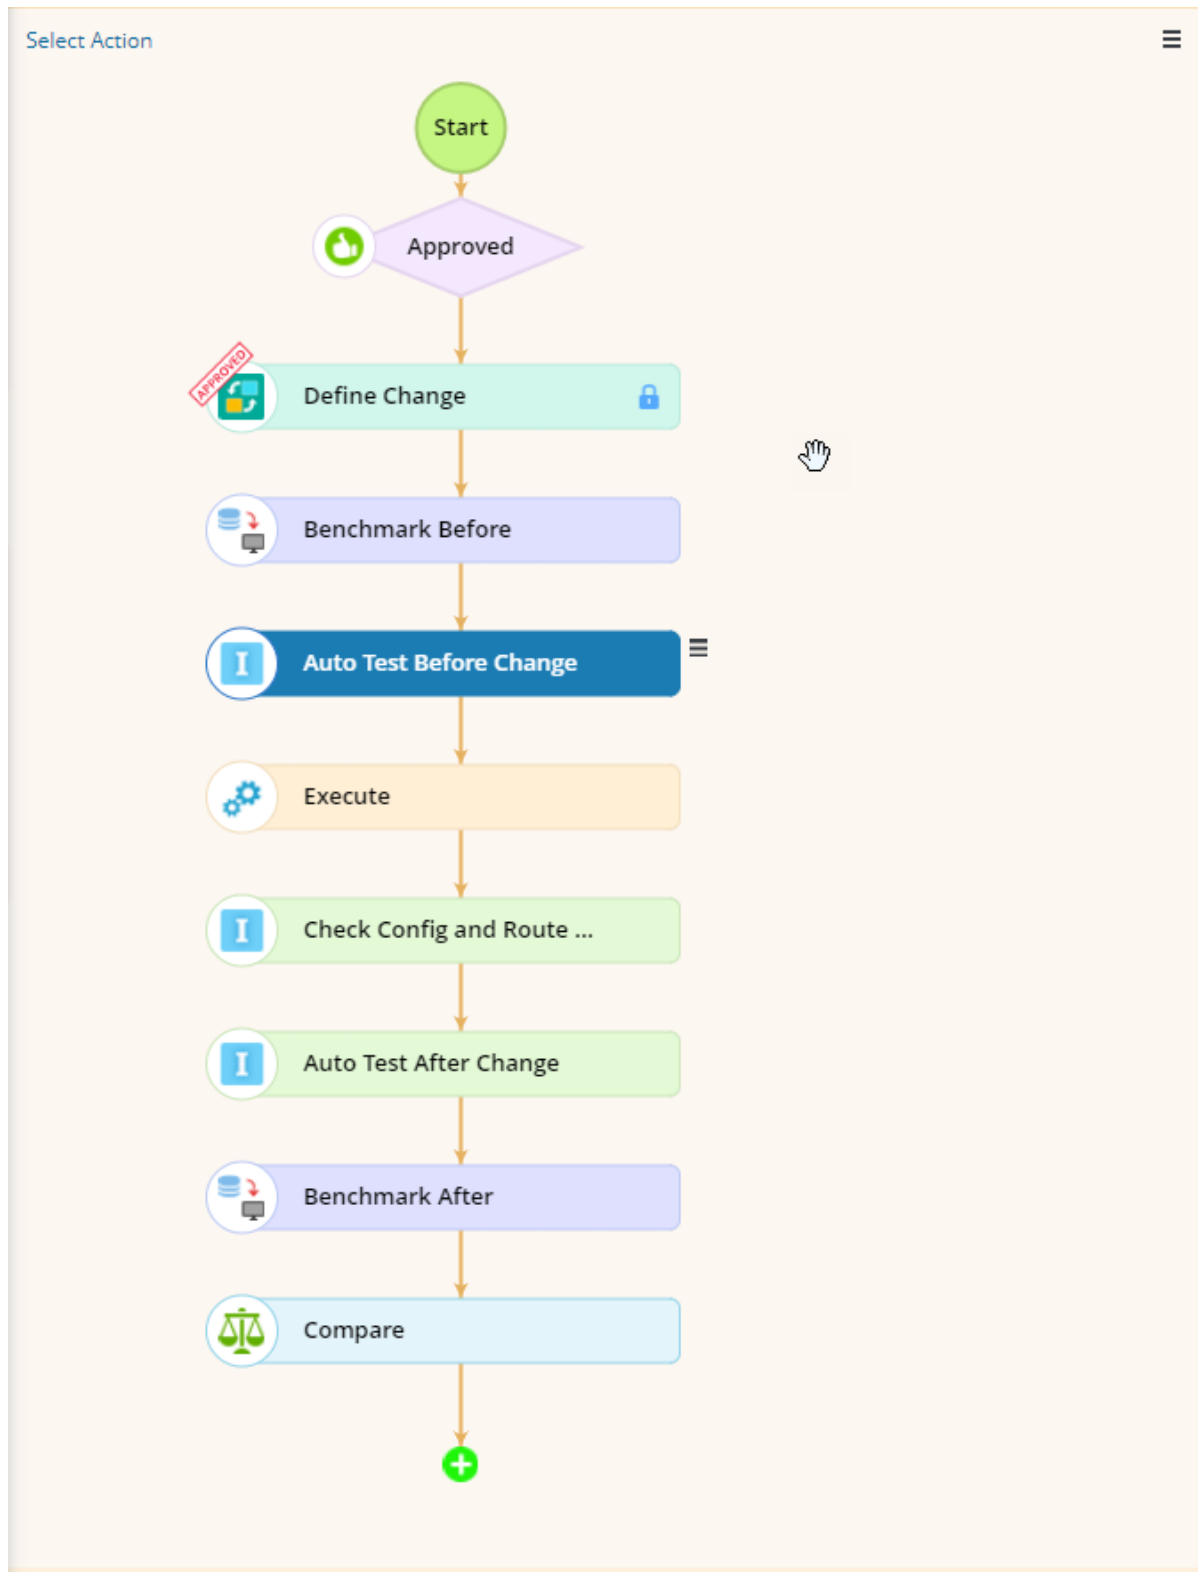 Select Action
Start
Approved
APPROVED
Define Change
Benchmark Before
I
Auto Test Before Change
Execute
I
Check Config and Route ...
I
Auto Test After Change
Benchmark After
Compare